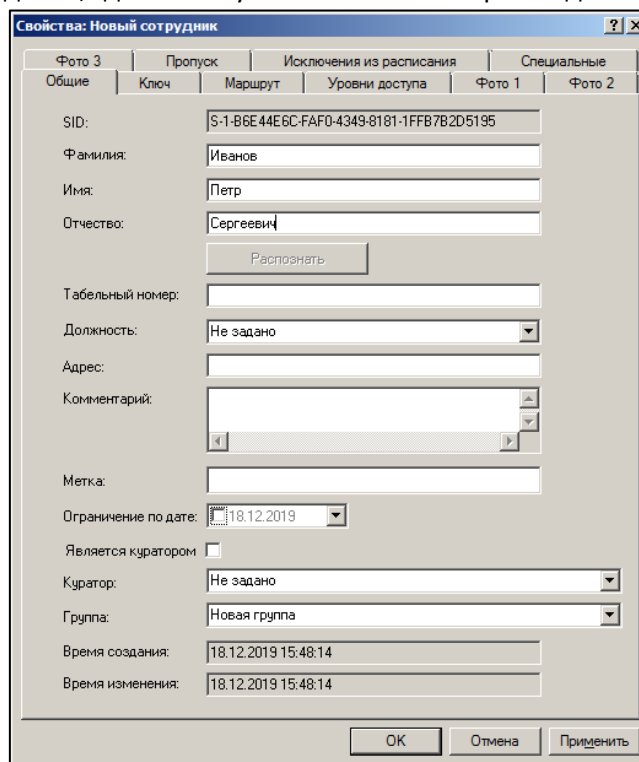 Свойства: Новый сотрудник
Фото 3 Пропуск Исключения из расписания Специальные
Общие Ключ Маршрут Уровни доступа Фото 1 Фото 2
SID: S-1-B6E44E6C-FAF0-4349-8181-1FFB7B2D5195
Фамилия: Иванов
Имя: Петр
Отчество: Сергеевич
Распознать
Табельный номер:
Должность: Не задано
Адрес:
Комментарий:
Метка:
Ограничение по дате: 18.12.2019
Является куратором
Куратор: Не задано
Группа: Новая группа
Время создания: 18.12.2019 15:48:14
Время изменения: 18.12.2019 15:48:14
OK Отмена Применить